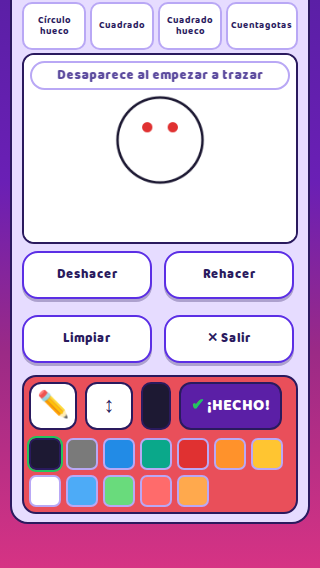 Círculo
hueco
Cuadrado
Cuadrado
hueco
Cuentagotas
Desaparece al empezar a trazar
Deshacer
Rehacer
Limpiar
✕ Salir
✔ ¡HECHO!